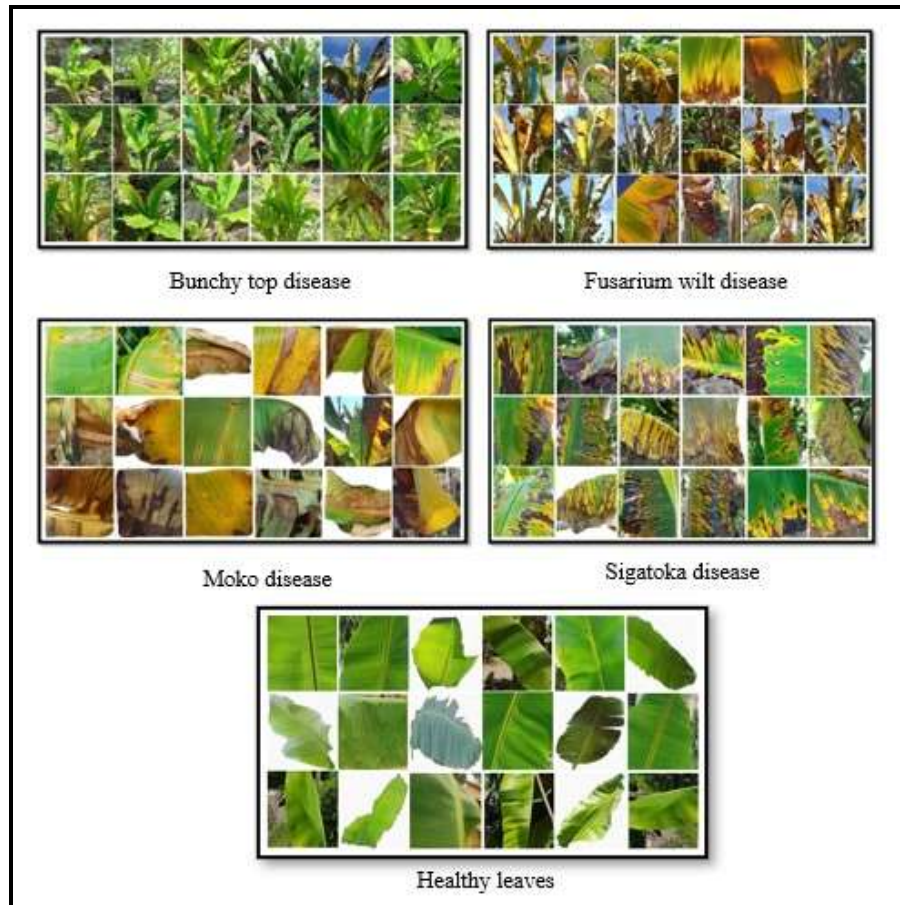 Bunchy top disease
Fusarium wilt disease
Moko disease
Sigatoka disease
Healthy leaves